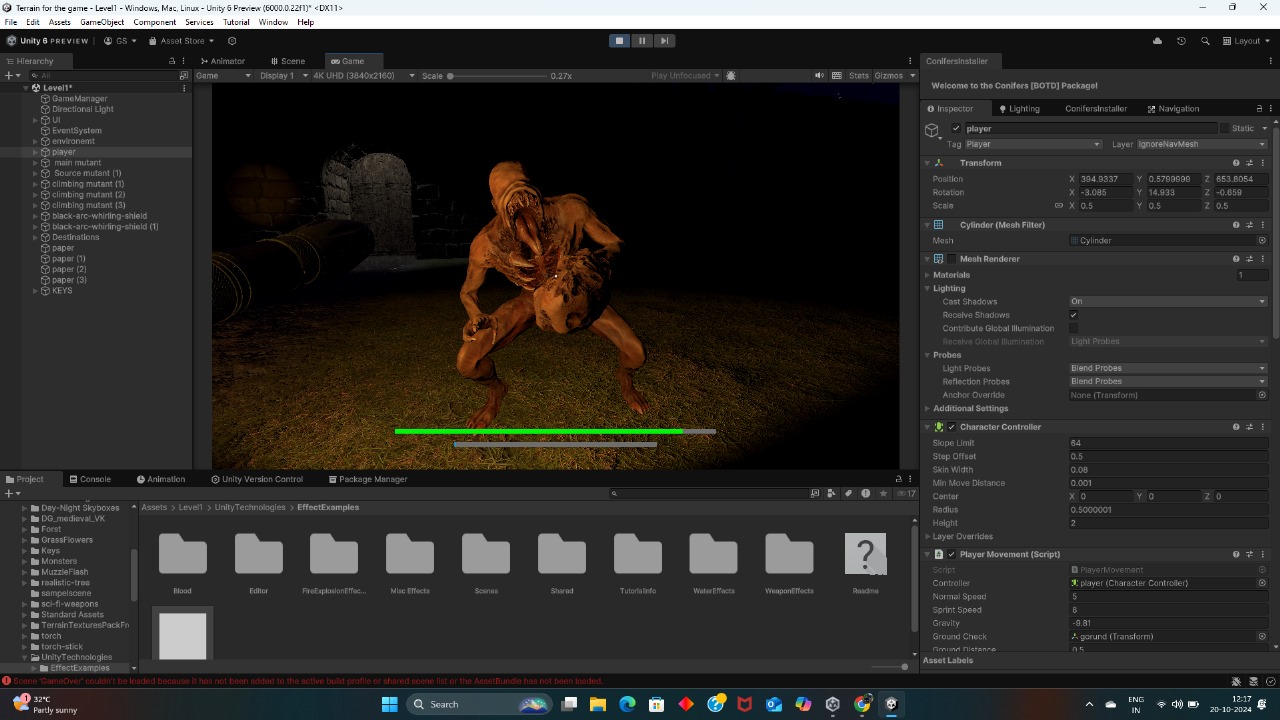 Terrain for the game - Level1 - Windows, Mac, Linux - Unity 6 Preview (6000.0.22f1)* <DX11>
File Edit Assets GameObject Component Services Jobs Tools Window Help
Unity 6 PREVIEW GS Asset Store Layout
Hierarchy
All
Level1*
GameManager
Directional Light
UI
EventSystem
environemt
player
main mutant
Source mutant (1)
climbing mutant (1)
climbing mutant (2)
climbing mutant (3)
black-arc-whirling-shield
black-arc-whirling-shield (1)
Destinations
paper
paper (1)
paper (2)
paper (3)
KEYS
Animator Scene Game
Game Display 1 4K UHD (3840x2160) Scale 0.27x Play Unfocused Stats Gizmos
ConifersInstaller
Welcome to the Conifers [BOTD] Package!
Inspector Lighting ConifersInstaller Navigation
player Static
Tag Player Layer IgnoreNavMesh
Transform
Position X 394.9337 Y 0.5799999 Z 653.8054
Rotation X -3.085 Y 14.933 Z -0.659
Scale X 0.5 Y 0.5 Z 0.5
Cylinder (Mesh Filter)
Mesh Cylinder
Mesh Renderer
Materials 1
Lighting
Cast Shadows On
Receive Shadows
Contribute Global Illumination
Receive Global Illumination Light Probes
Probes
Light Probes Blend Probes
Reflection Probes Blend Probes
Anchor Override None (Transform)
Additional Settings
Character Controller
Slope Limit 64
Step Offset 0.5
Skin Width 0.08
Min Move Distance 0.001
Center X 0 Y 0 Z 0
Radius 0.5000001
Height 2
Layer Overrides
Player Movement (Script)
Script PlayerMovement
Controller player (Character Controller)
Normal Speed 5
Sprint Speed 8
Gravity -9.81
Ground Check gorund (Transform)
Ground Distance 0.5
Asset Labels
Project Console Animation Unity Version Control Package Manager
17
Day-Night Skyboxes
DG_medieval_VK
Forst
GrassFlowers
Keys
Monsters
MuzzleFlash
realistic-tree
sampelscene
sci-fi-weapons
Standard Assets
TerrainTexturesPackFre
torch
torch-stick
UnityTechnologies
EffectExamples
Assets > Level1 > UnityTechnologies > EffectExamples
Blood Editor FireExplosionEffec... Misc Effects Scenes Shared TutorialInfo WaterEffects WeaponEffects Readme
Scene 'GameOver' couldn't be loaded because it has not been added to the active build profile or shared scene list or the AssetBundle has not been loaded.
1 32°C
Partly sunny
Search
ENG
IN
12:17
20-10-2024